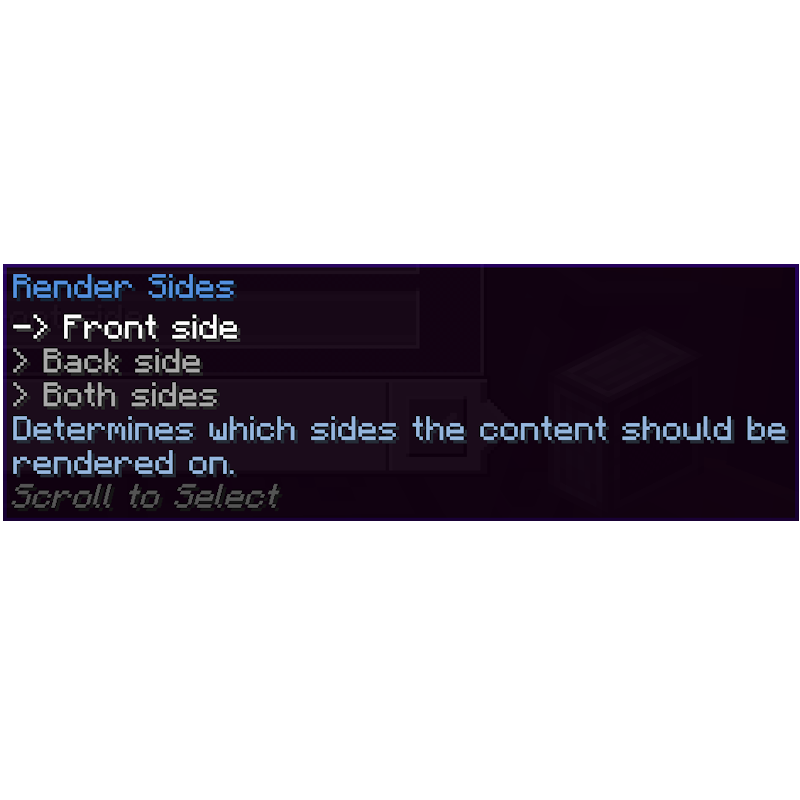 Render Sides
-> Front side
> Back side
> Both sides
Determines which sides the content should be
rendered on.
Scroll to Select